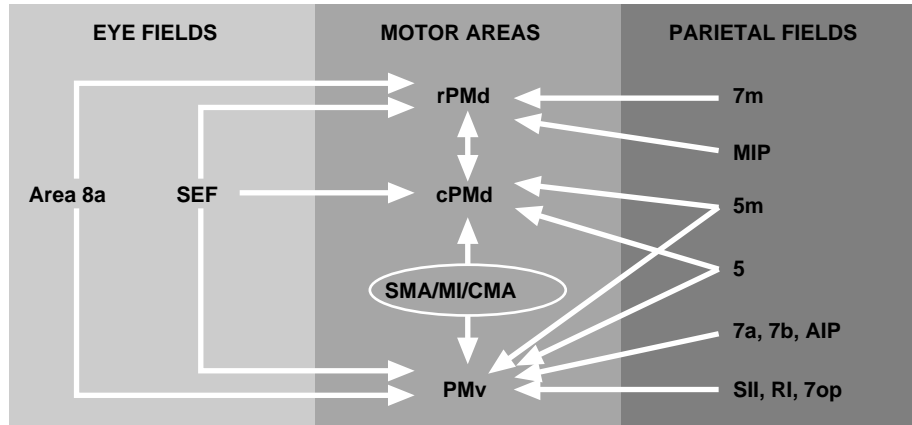 EYE FIELDS
MOTOR AREAS
PARIETAL FIELDS
rPMd
7m
MIP
Area 8a
SEF
cPMd
5m
5
SMA/MI/CMA
7a, 7b, AIP
PMv
SII, RI, 7op